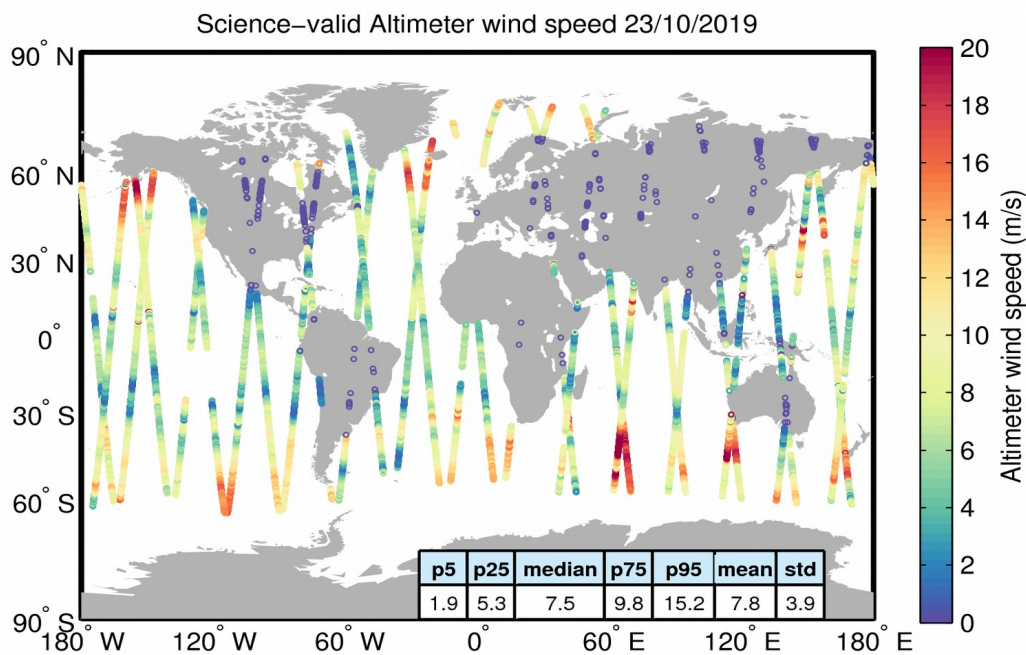 Science−valid Altimeter wind speed 23/10/2019
90° N
60° N
30° N
0°
30° S
60° S
90° S
180° W 120° W 60° W 0° 60° E 120° E 180° E
p5 p25 median p75 p95 mean std
1.9 5.3 7.5 9.8 15.2 7.8 3.9
20
18
16
14
12
10
8
6
4
2
0
Altimeter wind speed (m/s)